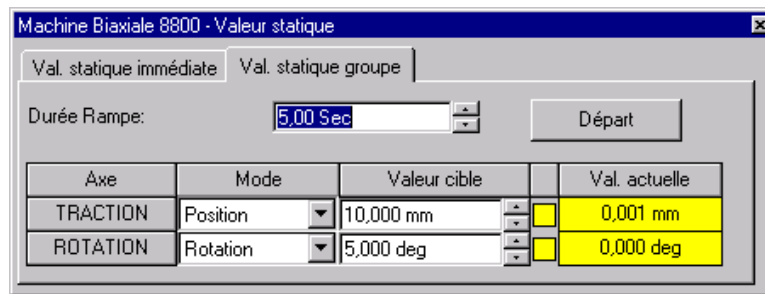 Machine Biaxiale 8800 - Valeur statique
Val. statique immédiate Val. statique groupe
Durée Rampe: 5,00 Sec Départ
Axe Mode Valeur cible Val. actuelle
TRACTION Position 10,000 mm 0,001 mm
ROTATION Rotation 5,000 deg 0,000 deg